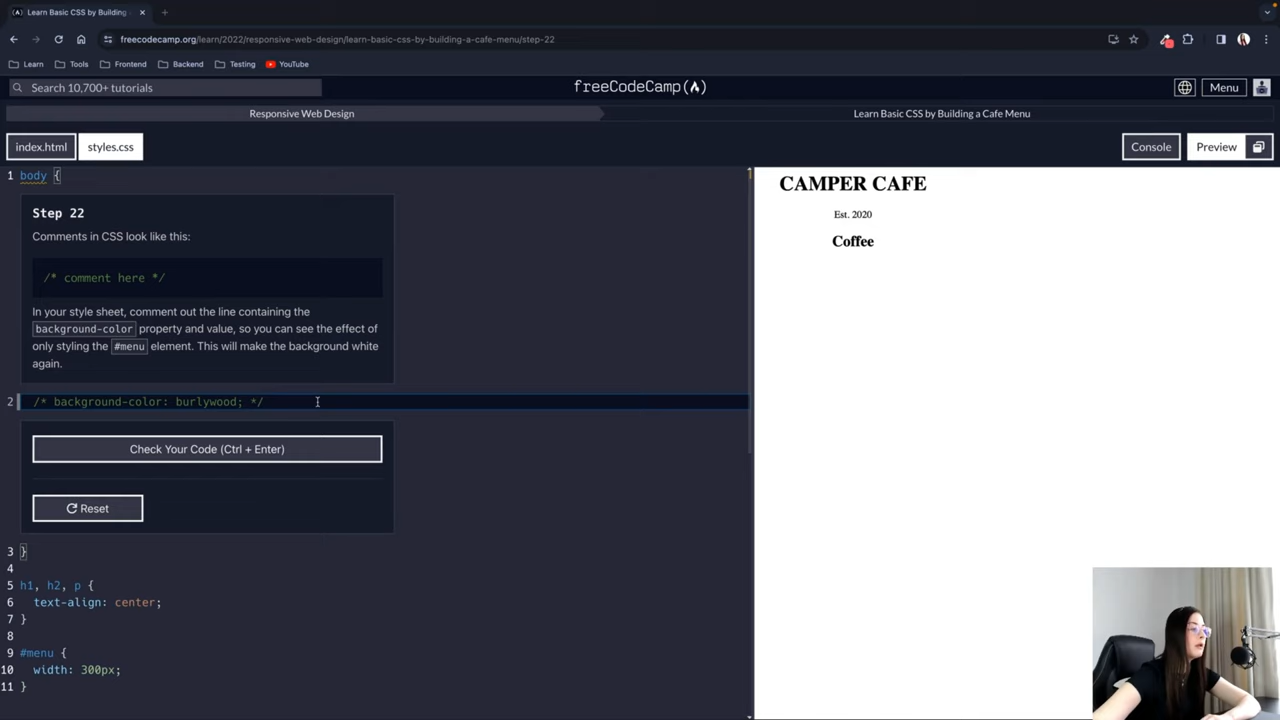 Learn Basic CSS by Building
freecodecamp.org/learn/2022/responsive-web-design/learn-basic-css-by-building-a-cafe-menu/step-22
Learn Tools Frontend Backend Testing YouTube
Search 10,700+ tutorials
freeCodeCamp
Menu
Responsive Web Design
Learn Basic CSS by Building a Cafe Menu
index.html styles.css
Console Preview
1 body {
Step 22
Comments in CSS look like this:
/* comment here */
In your style sheet, comment out the line containing the
background-color property and value, so you can see the effect of
only styling the #menu element. This will make the background white
again.
2 /* background-color: burlywood; */
Check Your Code (Ctrl + Enter)
Reset
3 }
4
5 h1, h2, p {
6 text-align: center;
7 }
8
9 #menu {
10 width: 300px;
11 }
CAMPER CAFE
Est. 2020
Coffee